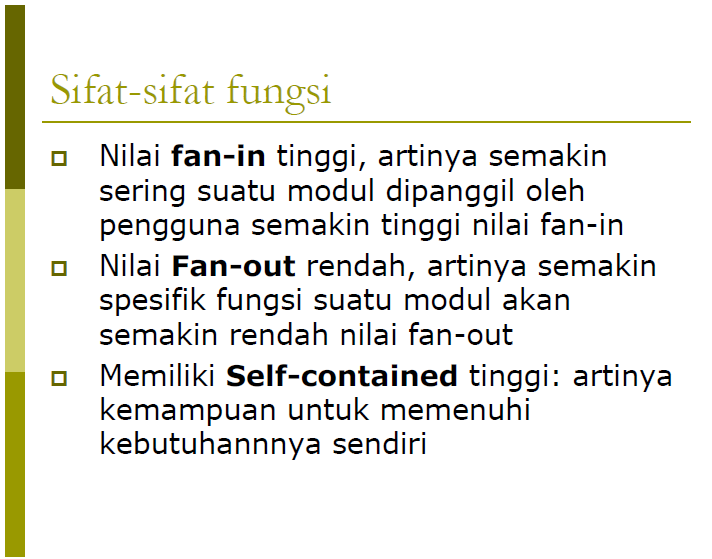 Sifat-sifat fungsi
Nilai fan-in tinggi, artinya semakin
sering suatu modul dipanggil oleh
pengguna semakin tinggi nilai fan-in
Nilai Fan-out rendah, artinya semakin
spesifik fungsi suatu modul akan
semakin rendah nilai fan-out
Memiliki Self-contained tinggi: artinya
kemampuan untuk memenuhi
kebutuhannnya sendiri